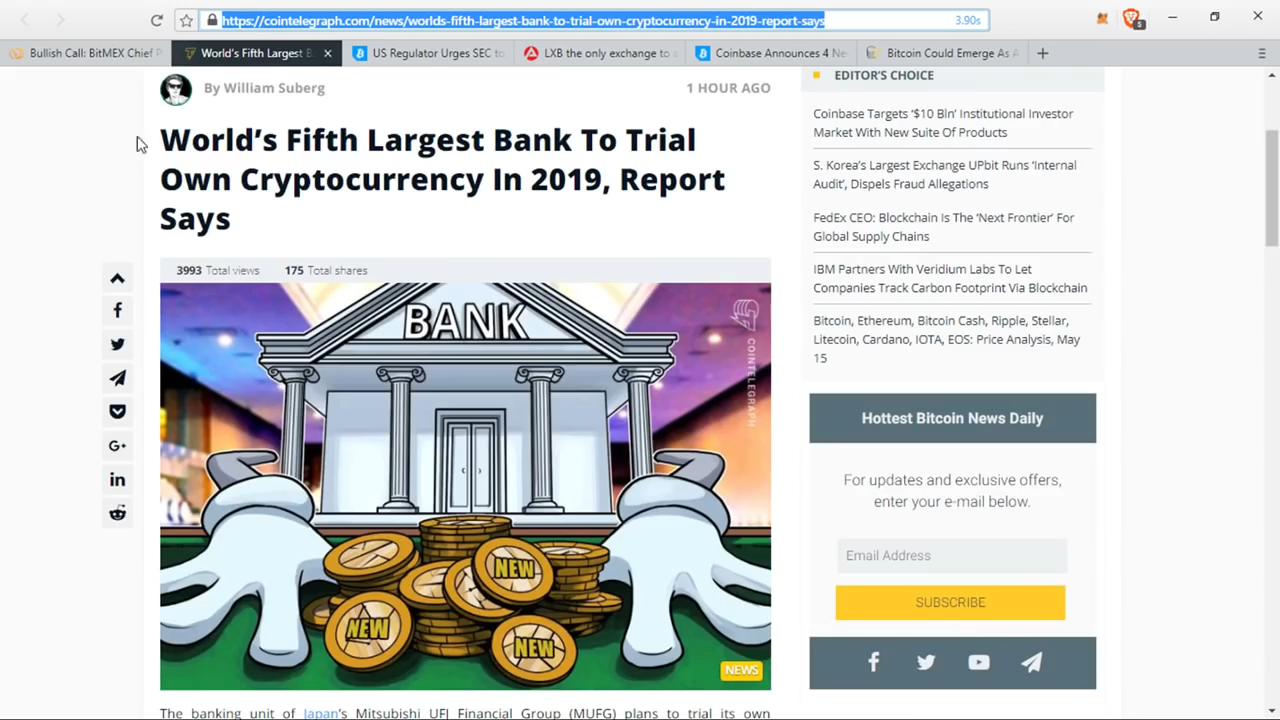 https://cointelegraph.com/news/worlds-fifth-largest-bank-to-trial-own-cryptocurrency-in-2019-report-says
3.90s
5
Bullish Call: BitMEX Chief P
World's Fifth Largest B
US Regulator Urges SEC to
LXB the only exchange to
Coinbase Announces 4 Ne
Bitcoin Could Emerge As A
By William Suberg
1 HOUR AGO
World's Fifth Largest Bank To Trial
Own Cryptocurrency In 2019, Report
Says
3993 Total views
175 Total shares
BANK
COINTELEGRAPH
NEW
NEW
NEW
NEWS
The banking unit of Japan's Mitsubishi UFJ Financial Group (MUFG) plans to trial its own
EDITOR'S CHOICE
Coinbase Targets '$10 Bln' Institutional Investor
Market With New Suite Of Products
S. Korea's Largest Exchange UPbit Runs 'Internal
Audit', Dispels Fraud Allegations
FedEx CEO: Blockchain Is The 'Next Frontier' For
Global Supply Chains
IBM Partners With Veridium Labs To Let
Companies Track Carbon Footprint Via Blockchain
Bitcoin, Ethereum, Bitcoin Cash, Ripple, Stellar,
Litecoin, Cardano, IOTA, EOS: Price Analysis, May
15
Hottest Bitcoin News Daily
For updates and exclusive offers,
enter your e-mail below.
Email Address
SUBSCRIBE